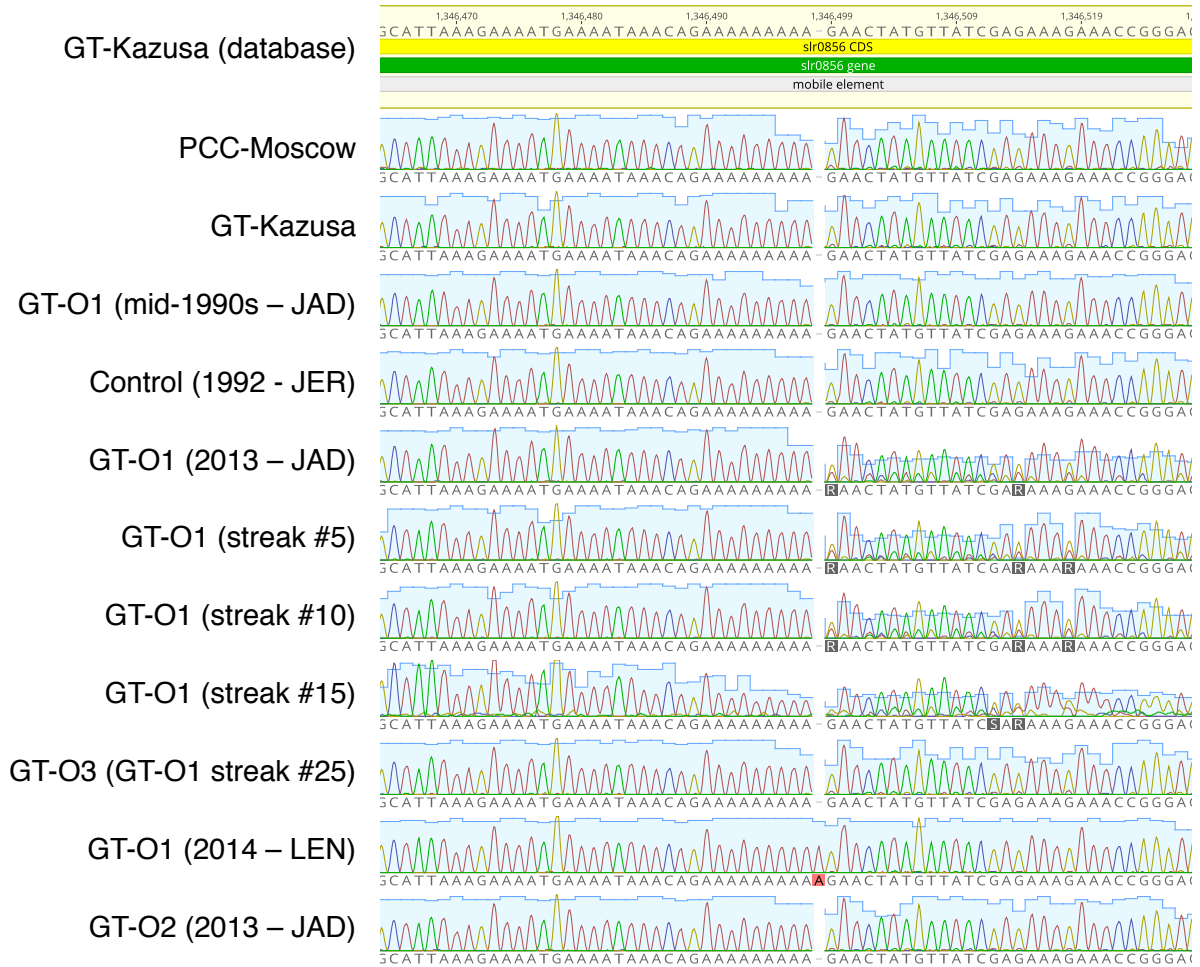 1,346,470 1,346,480 1,346,490 1,346,499 1,346,509 1,346,519
GT-Kazusa (database)
GCATTAAAGAAAATGAAAATAAACAGAAAAAAAAA-GAACTATGTTATCGAGAAAGAAACCGGGAC
slr0856 CDS
slr0856 gene
mobile element
PCC-Moscow
GCATTAAAGAAAATGAAAATAAACAGAAAAAAAAA-GAACTATGTTATCGAGAAAGAAACCGGGAC
GT-Kazusa
GCATTAAAGAAAATGAAAATAAACAGAAAAAAAAA-GAACTATGTTATCGAGAAAGAAACCGGGAC
GT-O1 (mid-1990s – JAD)
GCATTAAAGAAAATGAAAATAAACAGAAAAAAAAA-GAACTATGTTATCGAGAAAGAAACCGGGAC
Control (1992 - JER)
GCATTAAAGAAAATGAAAATAAACAGAAAAAAAAA-GAACTATGTTATCGAGAAAGAAACCGGGAC
GT-O1 (2013 – JAD)
GCATTAAAGAAAATGAAAATAAACAGAAAAAAAAA-RAACTATGTTATCGARAAAGAAACCGGGAC
GT-O1 (streak #5)
GCATTAAAGAAAATGAAAATAAACAGAAAAAAAAA-RAACTATGTTATCGARAAARAAACCGGGAC
GT-O1 (streak #10)
GCATTAAAGAAAATGAAAATAAACAGAAAAAAAAA-RAACTATGTTATCGARAAARAAACCGGGAC
GT-O1 (streak #15)
GCATTAAAGAAAATGAAAATAAACAGAAAAAAAAA-GAACTATGTTATCSARAAAGAAACCGGGAC
GT-O3 (GT-O1 streak #25)
GCATTAAAGAAAATGAAAATAAACAGAAAAAAAAA-GAACTATGTTATCGAGAAAGAAACCGGGAC
GT-O1 (2014 – LEN)
GCATTAAAGAAAATGAAAATAAACAGAAAAAAAAAAGAACTATGTTATCGAGAAAGAAACCGGGAC
GT-O2 (2013 – JAD)
GCATTAAAGAAAATGAAAATAAACAGAAAAAAAAA-GAACTATGTTATCGAGAAAGAAACCGGGAC